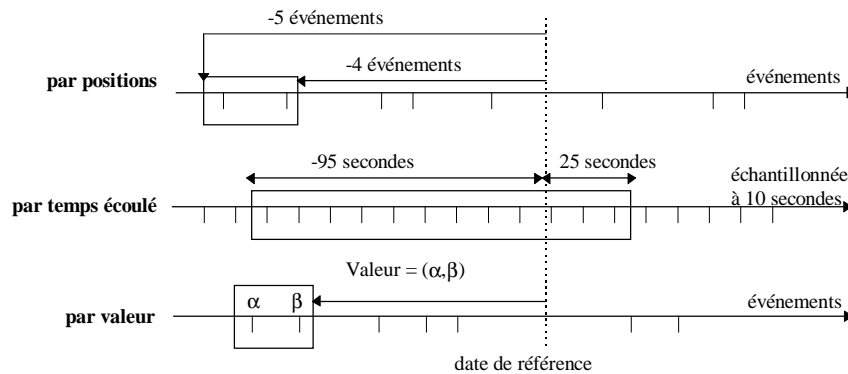 -5 événements
-4 événements
par positions
événements
-95 secondes
25 secondes
échantillonnée
à 10 secondes
par temps écoulé
Valeur = (α,β)
α
β
événements
par valeur
date de référence